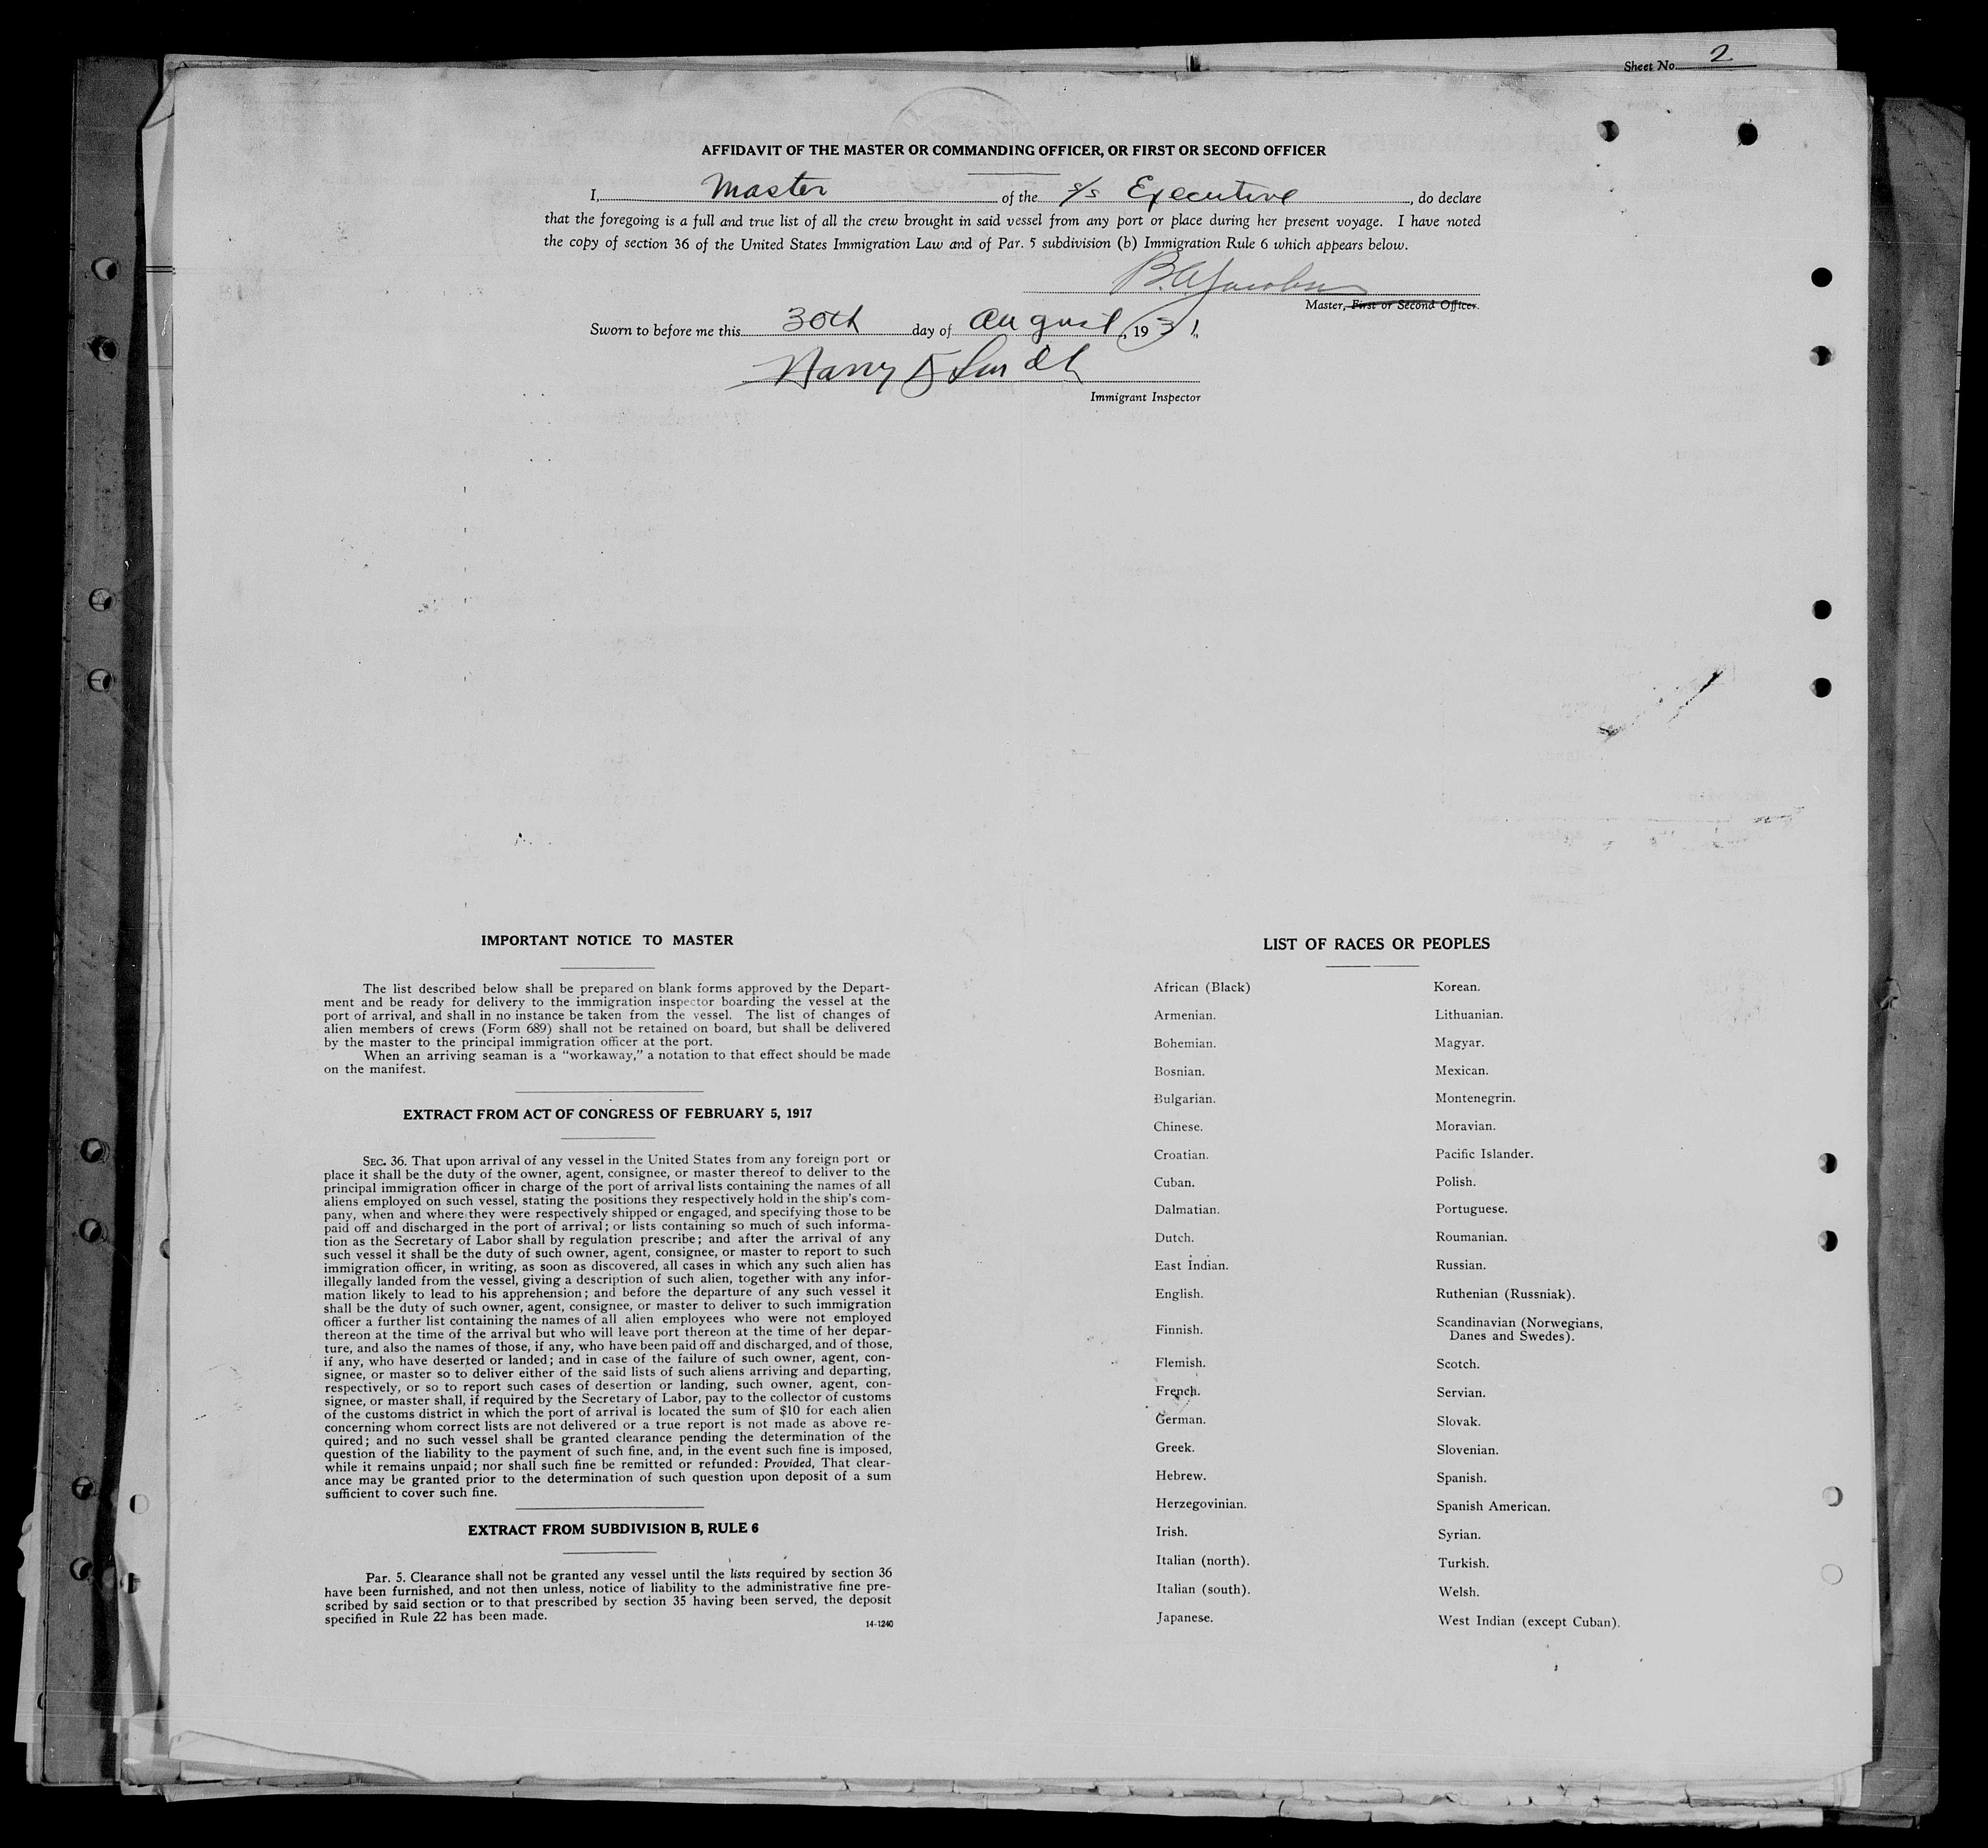 Sheet No. 2
AFFIDAVIT OF THE MASTER OR COMMANDING OFFICER, OR FIRST OR SECOND OFFICER
I, Master of the S/S Executive, do declare
that the foregoing is a full and true list of all the crew brought in said vessel from any port or place during her present voyage. I have noted
the copy of section 36 of the United States Immigration Law and of Par. 5 subdivision (b) Immigration Rule 6 which appears below.
B. A. Jacobson
Master, First or Second Officer.
Sworn to before me this 30th day of August, 1931.
Harry
Immigrant Inspector
IMPORTANT NOTICE TO MASTER
The list described below shall be prepared on blank forms approved by the Depart-
ment and be ready for delivery to the immigration inspector boarding the vessel at the
port of arrival, and shall in no instance be taken from the vessel. The list of changes of
alien members of crews (Form 689) shall not be retained on board, but shall be delivered
by the master to the principal immigration officer at the port.
When an arriving seaman is a “workaway,” a notation to that effect should be made
on the manifest.
EXTRACT FROM ACT OF CONGRESS OF FEBRUARY 5, 1917
SEC. 36. That upon arrival of any vessel in the United States from any foreign port or
place it shall be the duty of the owner, agent, consignee, or master thereof to deliver to the
principal immigration officer in charge of the port of arrival lists containing the names of all
aliens employed on such vessel, stating the positions they respectively hold in the ship's com-
pany, when and where they were respectively shipped or engaged, and specifying those to be
paid off and discharged in the port of arrival; or lists containing so much of such informa-
tion as the Secretary of Labor shall by regulation prescribe; and after the arrival of any
such vessel it shall be the duty of such owner, agent, consignee, or master to report to such
immigration officer, in writing, as soon as discovered, all cases in which any such alien has
illegally landed from the vessel, giving a description of such alien, together with any infor-
mation likely to lead to his apprehension; and before the departure of any such vessel it
shall be the duty of such owner, agent, consignee, or master to deliver to such immigration
officer a further list containing the names of all alien employees who were not employed
thereon at the time of the arrival but who will leave port thereon at the time of her depar-
ture, and also the names of those, if any, who have been paid off and discharged, and of those,
if any, who have deserted or landed; and in case of the failure of such owner, agent, con-
signee, or master so to deliver either of the said lists of such aliens arriving and departing,
respectively, or so to report such cases of desertion or landing, such owner, agent, con-
signee, or master shall, if required by the Secretary of Labor, pay to the collector of customs
of the customs district in which the port of arrival is located the sum of $10 for each alien
concerning whom correct lists are not delivered or a true report is not made as above re-
quired; and no such vessel shall be granted clearance pending the determination of the
question of the liability to the payment of such fine, and, in the event such fine is imposed,
while it remains unpaid; nor shall such fine be remitted or refunded: Provided, That clear-
ance may be granted prior to the determination of such question upon deposit of a sum
sufficient to cover such fine.
EXTRACT FROM SUBDIVISION B, RULE 6
Par. 5. Clearance shall not be granted any vessel until the lists required by section 36
have been furnished, and not then unless, notice of liability to the administrative fine pre-
scribed by said section or to that prescribed by section 35 having been served, the deposit
specified in Rule 22 has been made.
14-1240
LIST OF RACES OR PEOPLES
African (Black)
Armenian.
Bohemian.
Bosnian.
Bulgarian.
Chinese.
Croatian.
Cuban.
Dalmatian.
Dutch.
East Indian.
English.
Finnish.
Flemish.
French.
German.
Greek.
Hebrew.
Herzegovinian.
Irish.
Italian (north).
Italian (south).
Japanese.
Korean.
Lithuanian.
Magyar.
Mexican.
Montenegrin.
Moravian.
Pacific Islander.
Polish.
Portuguese.
Roumanian.
Russian.
Ruthenian (Russniak).
Scandinavian (Norwegians,
Danes and Swedes).
Scotch.
Servian.
Slovak.
Slovenian.
Spanish.
Spanish American.
Syrian.
Turkish.
Welsh.
West Indian (except Cuban).